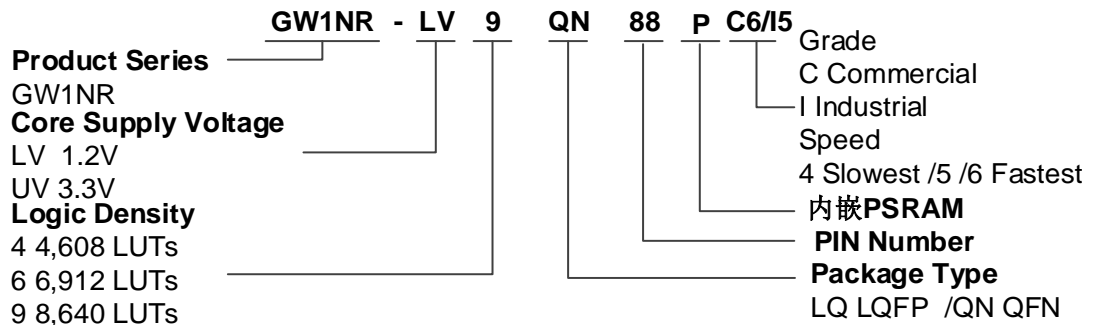 GW1NR - LV 9 QN 88 P C6/I5
Product Series
GW1NR
Core Supply Voltage
LV 1.2V
UV 3.3V
Logic Density
4 4,608 LUTs
6 6,912 LUTs
9 8,640 LUTs
Grade
C Commercial
I Industrial
Speed
4 Slowest /5 /6 Fastest
内嵌PSRAM
PIN Number
Package Type
LQ LQFP /QN QFN